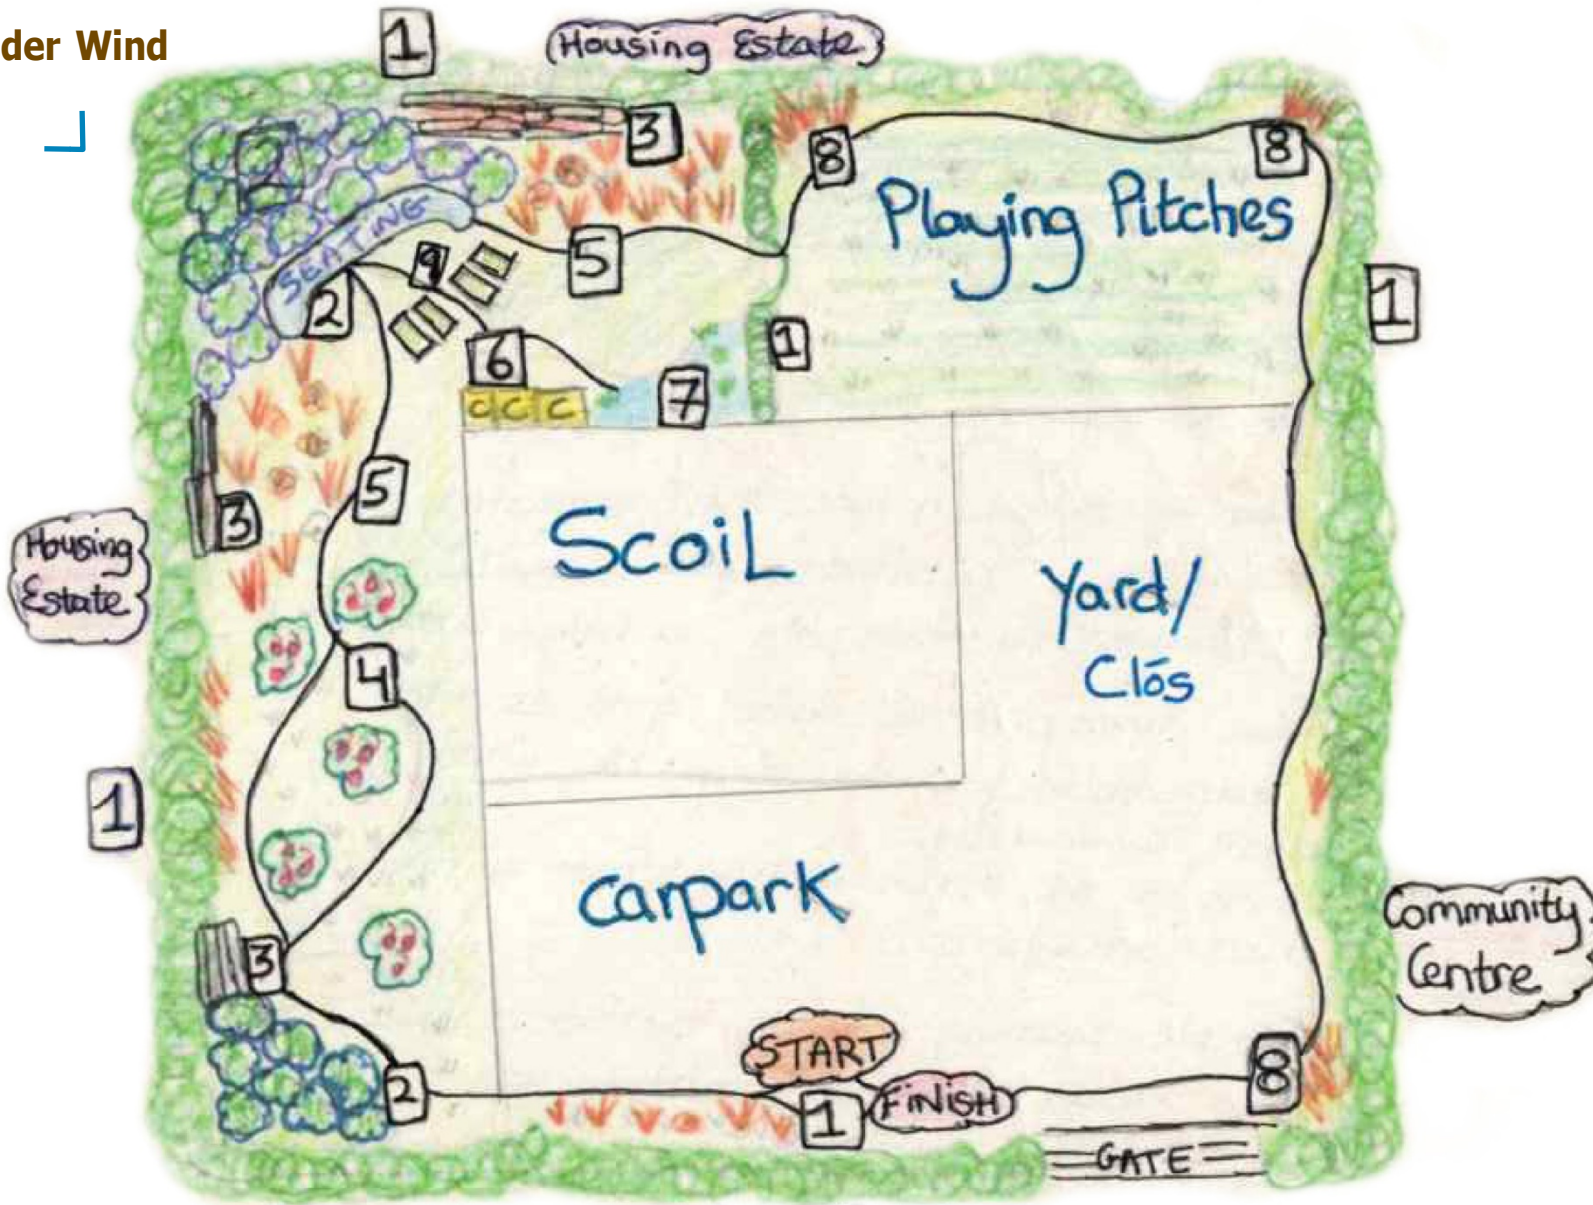 der Wind
1
Housing Estate
3
2
8
8
Playing Pitches
SEATING
9
5
2
1
1
6
7
C C C
5
3
Scoil
Housing
Estate
Yard/
Clós
4
1
carpark
Community
Centre
3
START
2
FINISH
8
1
GATE